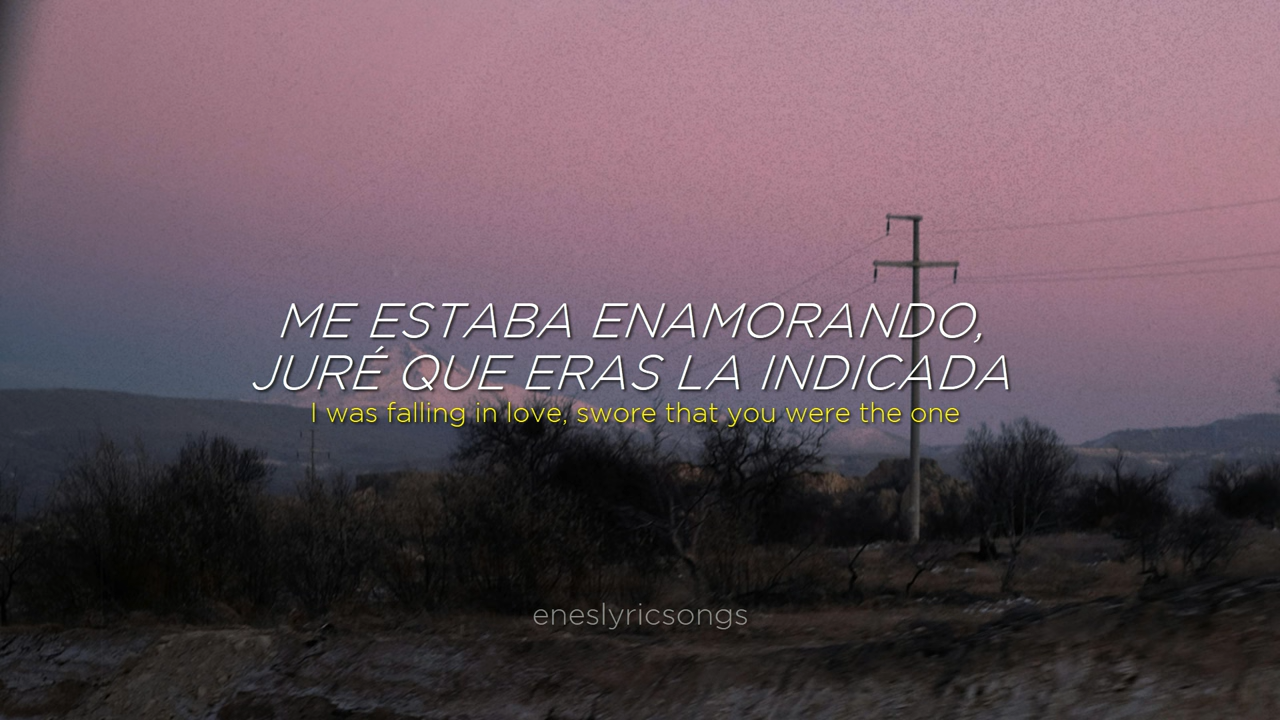 ME ESTABA ENAMORANDO,
JURÉ QUE ERAS LA INDICADA
I was falling in love, swore that you were the one
eneslyricsongs